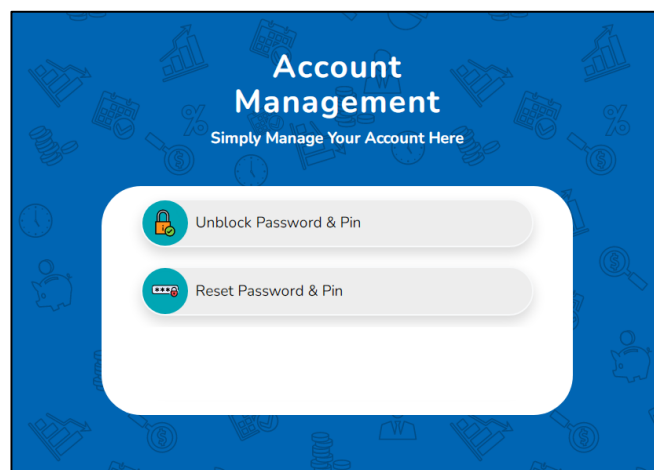 Account
Management
Simply Manage Your Account Here
Unblock Password & Pin
Reset Password & Pin